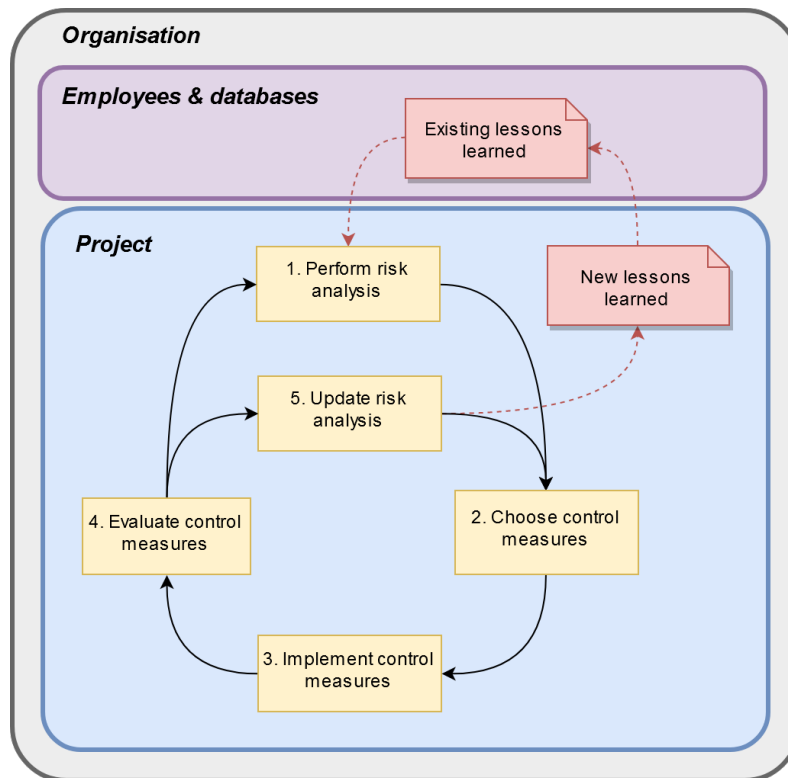 Organisation
Employees & databases
Existing lessons
learned
Project
1. Perform risk
analysis
New lessons
learned
5. Update risk
analysis
4. Evaluate control
measures
2. Choose control
measures
3. Implement control
measures